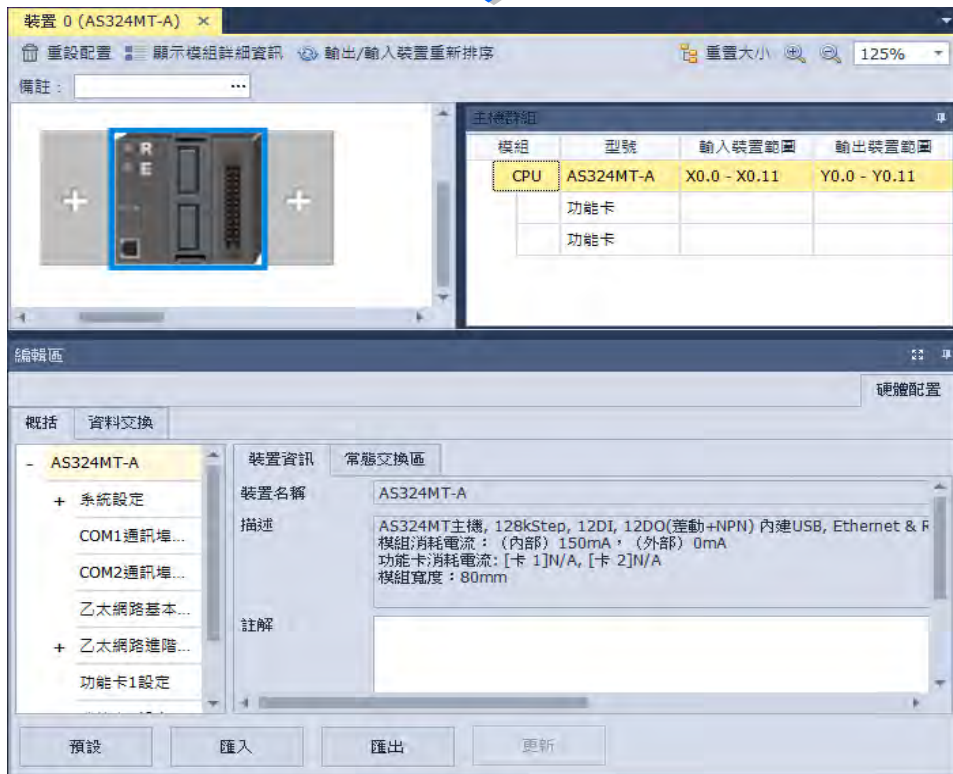 裝置 0 (AS324MT-A) ×
重設配置 顯示模組詳細資訊 輸出/輸入裝置重新排序 重置大小 125%
備註：
...
R
E
+ +
主機群組
模組 型號 輸入裝置範圍 輸出裝置範圍
CPU AS324MT-A X0.0 - X0.11 Y0.0 - Y0.11
功能卡
功能卡
編輯區
硬體配置
概括 資料交換
- AS324MT-A
+ 系統設定
COM1通訊埠...
COM2通訊埠...
乙太網路基本...
+ 乙太網路進階...
功能卡1設定
裝置資訊 常態交換區
裝置名稱 AS324MT-A
描述 AS324MT主機, 128kStep, 12DI, 12DO(差動+NPN) 內建USB, Ethernet & R
模組消耗電流：（內部）150mA，（外部）0mA
功能卡消耗電流: [卡 1]N/A, [卡 2]N/A
模組寬度：80mm
註解
預設 匯入 匯出 更新